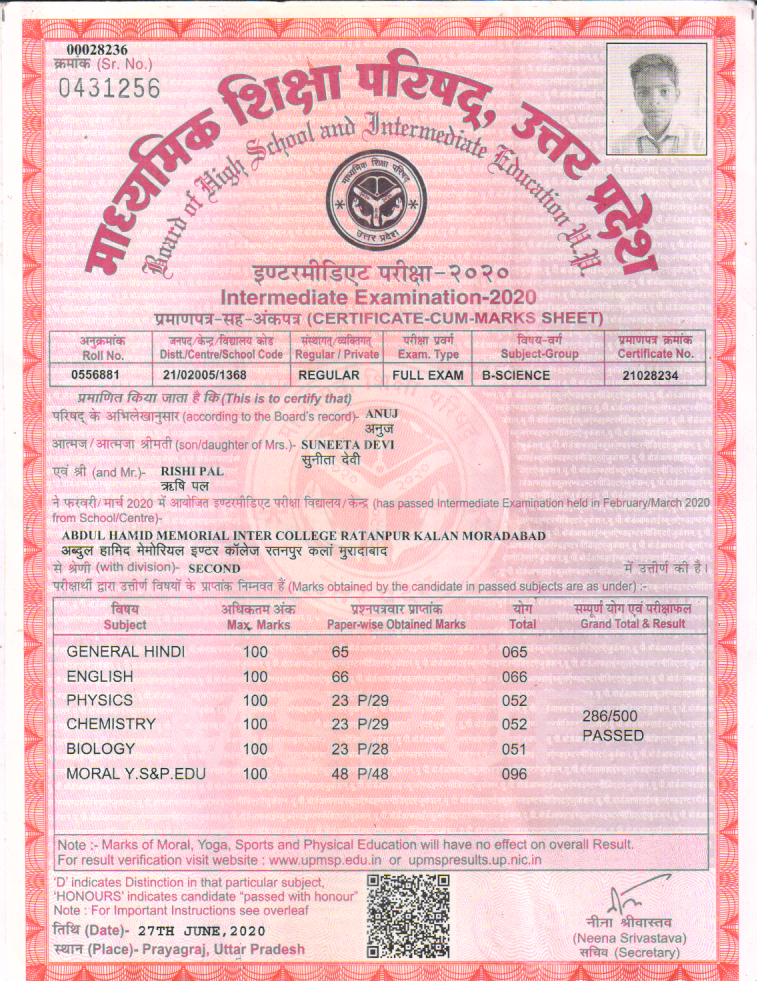 00028236
क्रमांक (Sr. No.)
0431256
माध्यमिक शिक्षा परिषद्, उत्तर प्रदेश
Board of High School and Intermediate Education U.P.
माध्यमिक शिक्षा परिषद
उत्तर प्रदेश
इण्टरमीडिएट परीक्षा-२०२०
Intermediate Examination-2020
प्रमाणपत्र-सह-अंकपत्र (CERTIFICATE-CUM-MARKS SHEET)
अनुक्रमांक जनपद/केन्द्र/विद्यालय कोड संस्थागत/व्यक्तिगत परीक्षा प्रवर्ग विषय-वर्ग प्रमाणपत्र क्रमांक
Roll No. Distt./Centre/School Code Regular / Private Exam. Type Subject-Group Certificate No.
0556881 21/02005/1368 REGULAR FULL EXAM B-SCIENCE 21028234
प्रमाणित किया जाता है कि (This is to certify that)
परिषद् के अभिलेखानुसार (according to the Board's record)- ANUJ
अनुज
आत्मज/आत्मजा श्रीमती (son/daughter of Mrs.)- SUNEETA DEVI
सुनीता देवी
एवं श्री (and Mr.)- RISHI PAL
ऋषि पल
ने फरवरी/मार्च 2020 में आयोजित इण्टरमीडिएट परीक्षा विद्यालय/केन्द्र (has passed Intermediate Examination held in February/March 2020
from School/Centre)-
ABDUL HAMID MEMORIAL INTER COLLEGE RATANPUR KALAN MORADABAD
अब्दुल हामिद मेमोरियल इण्टर कॉलेज रतनपुर कलां मुरादाबाद
से श्रेणी (with division)- SECOND में उत्तीर्ण की है।
परीक्षार्थी द्वारा उत्तीर्ण विषयों के प्राप्तांक निम्नवत हैं (Marks obtained by the candidate in passed subjects are as under) :-
विषय अधिकतम अंक प्रश्नपत्रवार प्राप्तांक योग सम्पूर्ण योग एवं परीक्षाफल
Subject Max. Marks Paper-wise Obtained Marks Total Grand Total & Result
GENERAL HINDI 100 65 065
ENGLISH 100 66 066
PHYSICS 100 23 P/29 052
CHEMISTRY 100 23 P/29 052 286/500
PASSED
BIOLOGY 100 23 P/28 051
MORAL Y.S&P.EDU 100 48 P/48 096
Note :- Marks of Moral, Yoga, Sports and Physical Education will have no effect on overall Result.
For result verification visit website : www.upmsp.edu.in or upmspresults.up.nic.in
'D' indicates Distinction in that particular subject,
'HONOURS' indicates candidate "passed with honour"
Note : For Important Instructions see overleaf
तिथि (Date)- 27TH JUNE,2020
स्थान (Place)- Prayagraj, Uttar Pradesh
नीना श्रीवास्तव
(Neena Srivastava)
सचिव (Secretary)